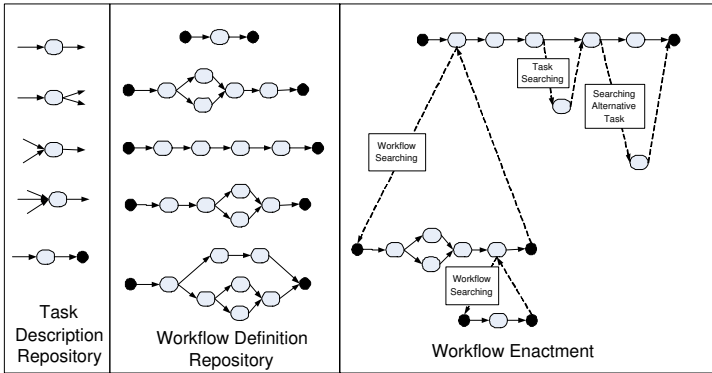 Task
Searching
Searching
Alternative
Task
Workflow
Searching
Workflow
Searching
Task
Description
Repository
Workflow Definition
Repository
Workflow Enactment